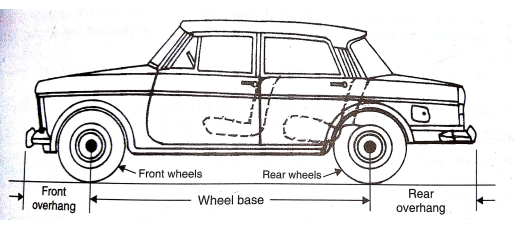 Front wheels
Rear wheels
Front
overhang
Wheel base
Rear
overhang